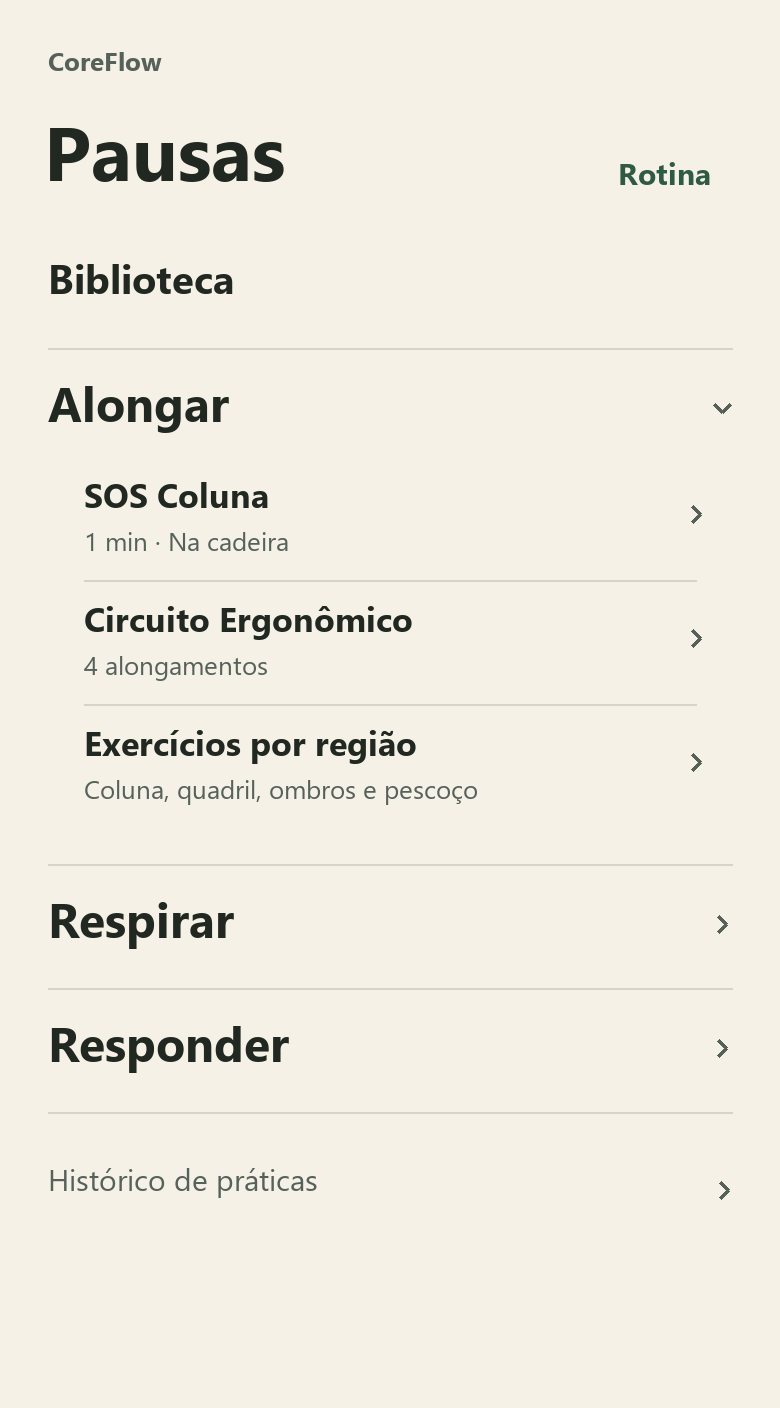 CoreFlow
Pausas
Rotina
Biblioteca
Alongar
SOS Coluna
1 min · Na cadeira
Circuito Ergonômico
4 alongamentos
Exercícios por região
Coluna, quadril, ombros e pescoço
Respirar
Responder
Histórico de práticas